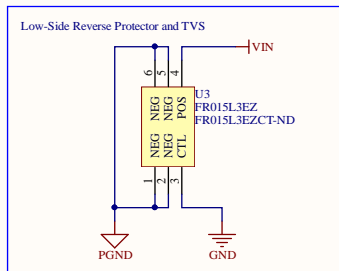 Low-Side Reverse Protector and TVS
VIN
6 5 4
U3
FR015L3EZ
FR015L3EZCT-ND
NEG NEG POS
NEG NEG CTL
1 2 3
PGND
GND